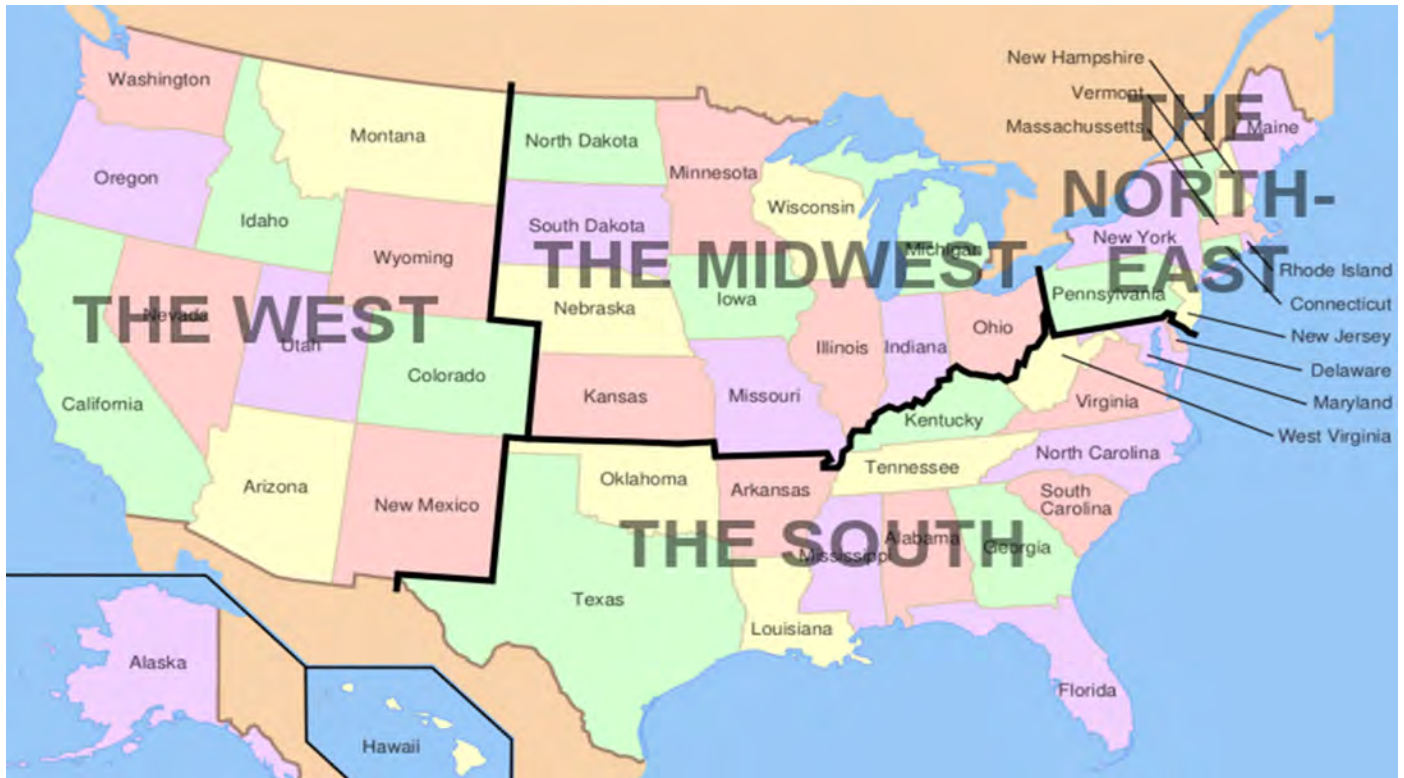 New Hampshire
Vermont
Massachussetts
THE
NORTH-
EAST
Maine
Washington
Montana
North Dakota
Minnesota
Oregon
Idaho
Wisconsin
South Dakota
Michigan
New York
Wyoming
THE MIDWEST
Rhode Island
Pennsylvania
Iowa
Connecticut
Nebraska
THE WEST
Nevada
Ohio
New Jersey
Utah
Illinois
Indiana
Colorado
Delaware
Kansas
Missouri
California
Virginia
Maryland
Kentucky
West Virginia
North Carolina
Tennessee
Oklahoma
Arizona
Arkansas
South
Carolina
New Mexico
THE SOUTH
Alabama
Georgia
Mississippi
Texas
Louisiana
Alaska
Florida
Hawaii